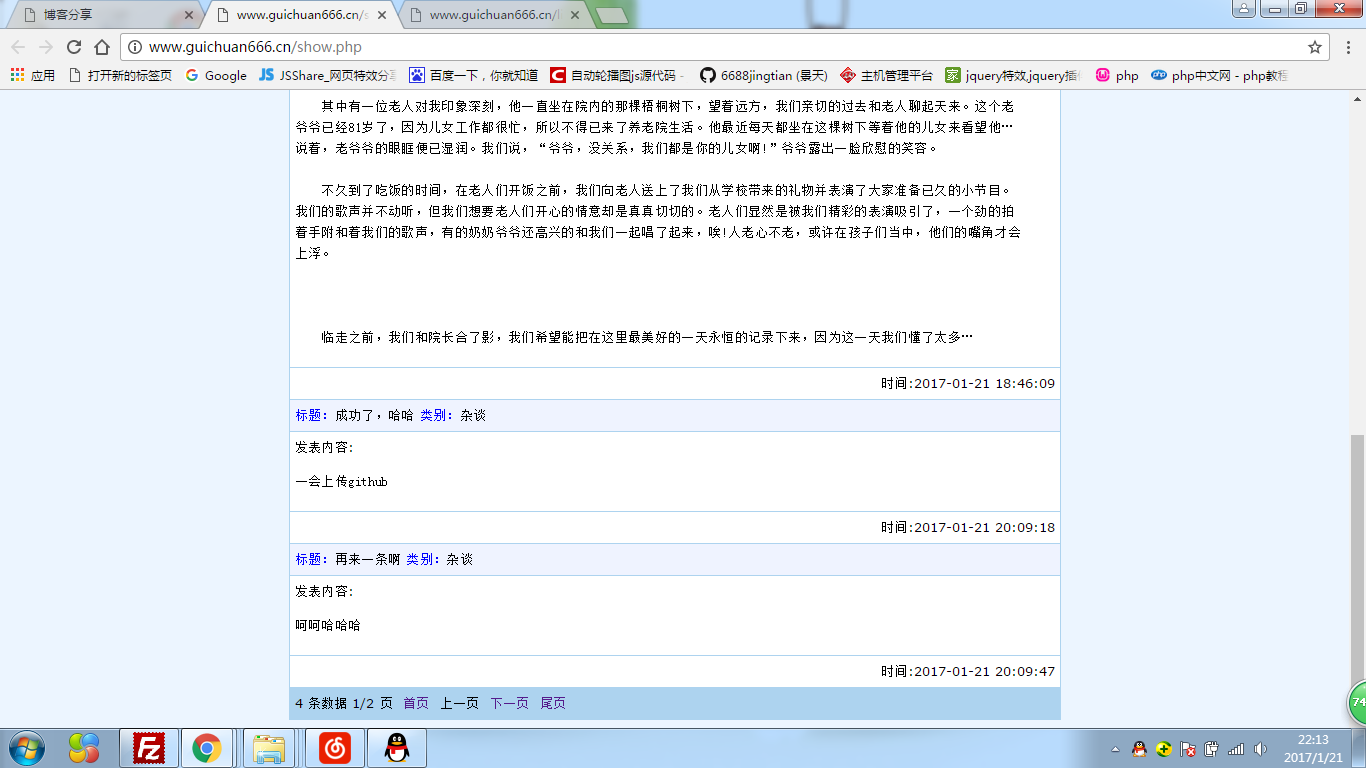 博客分享
www.guichuan666.cn/s
www.guichuan666.cn/l
www.guichuan666.cn/show.php
应用 打开新的标签页 Google JSShare_网页特效分享 百度一下，你就知道 自动轮播图js源代码 - 6688jingtian (景天) 主机管理平台 jquery特效,jquery插件 php php中文网 - php教程
其中有一位老人对我印象深刻，他一直坐在院内的那棵梧桐树下，望着远方，我们亲切的过去和老人聊起天来。这个老
爷爷已经81岁了，因为儿女工作都很忙，所以不得已来了养老院生活。他最近每天都坐在这棵树下等着他的儿女来看望他…
说着，老爷爷的眼眶便已湿润。我们说，“爷爷，没关系，我们都是你的儿女啊!”爷爷露出一脸欣慰的笑容。
不久到了吃饭的时间，在老人们开饭之前，我们向老人送上了我们从学校带来的礼物并表演了大家准备已久的小节目。
我们的歌声并不动听，但我们想要老人们开心的情意却是真真切切的。老人们显然是被我们精彩的表演吸引了，一个劲的拍
着手附和着我们的歌声，有的奶奶爷爷还高兴的和我们一起唱了起来，唉!人老心不老，或许在孩子们当中，他们的嘴角才会
上浮。
临走之前，我们和院长合了影，我们希望能把在这里最美好的一天永恒的记录下来，因为这一天我们懂了太多…
时间:2017-01-21 18:46:09
标题：成功了，哈哈 类别：杂谈
发表内容:
一会上传github
时间:2017-01-21 20:09:18
标题：再来一条啊 类别：杂谈
发表内容:
呵呵哈哈哈
时间:2017-01-21 20:09:47
4 条数据 1/2 页 首页 上一页 下一页 尾页
74
22:13
2017/1/21